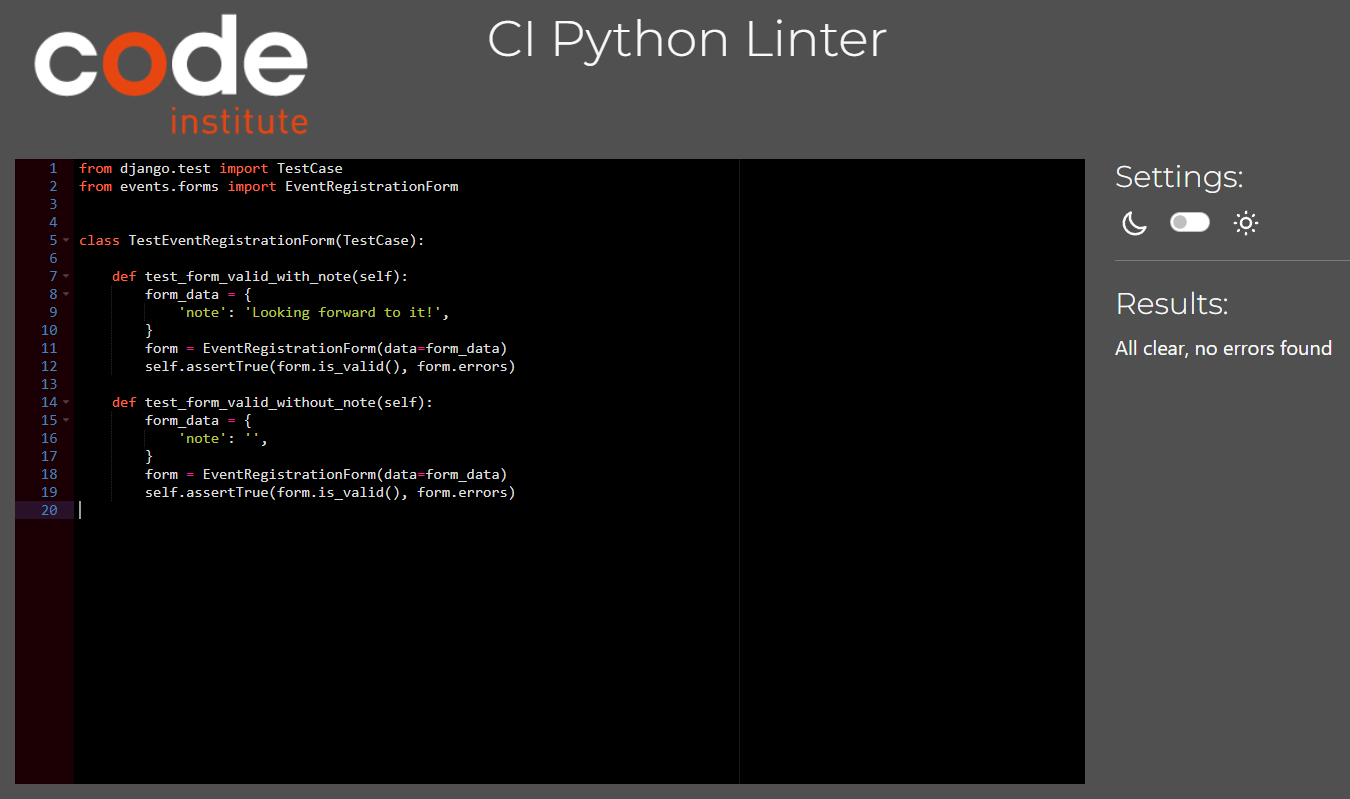 code
institute
CI Python Linter
1 from django.test import TestCase
2 from events.forms import EventRegistrationForm
3
4
5 class TestEventRegistrationForm(TestCase):
6
7     def test_form_valid_with_note(self):
8         form_data = {
9             'note': 'Looking forward to it!',
10         }
11         form = EventRegistrationForm(data=form_data)
12         self.assertTrue(form.is_valid(), form.errors)
13
14     def test_form_valid_without_note(self):
15         form_data = {
16             'note': '',
17         }
18         form = EventRegistrationForm(data=form_data)
19         self.assertTrue(form.is_valid(), form.errors)
20
Settings:
Results:
All clear, no errors found